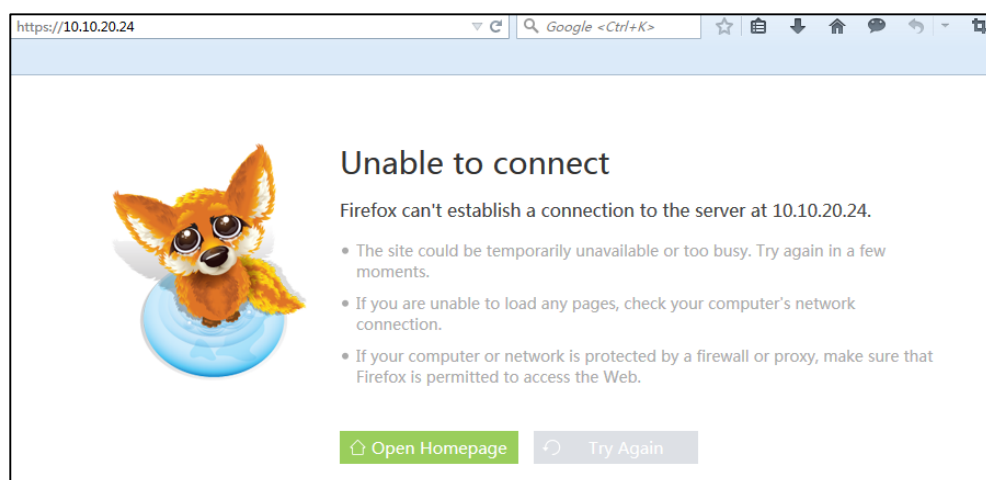 https://10.10.20.24 Google <Ctrl+K>
Unable to connect
Firefox can't establish a connection to the server at 10.10.20.24.
• The site could be temporarily unavailable or too busy. Try again in a few
moments.
• If you are unable to load any pages, check your computer's network
connection.
• If your computer or network is protected by a firewall or proxy, make sure that
Firefox is permitted to access the Web.
Open Homepage Try Again